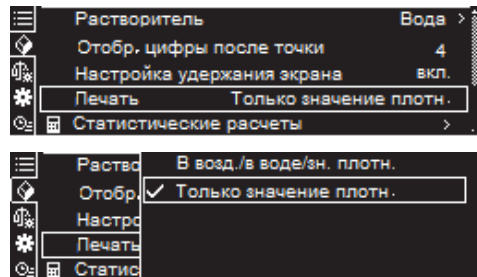 Растворитель Вода >
Отобр. цифры после точки 4
Настройка удержания экрана вкл.
Печать Только значение плотн.
Статистические расчеты >
Раство
Отобр.
Настро
Печать
Статис
В возд./в воде/зн. плотн.
✓ Только значение плотн.